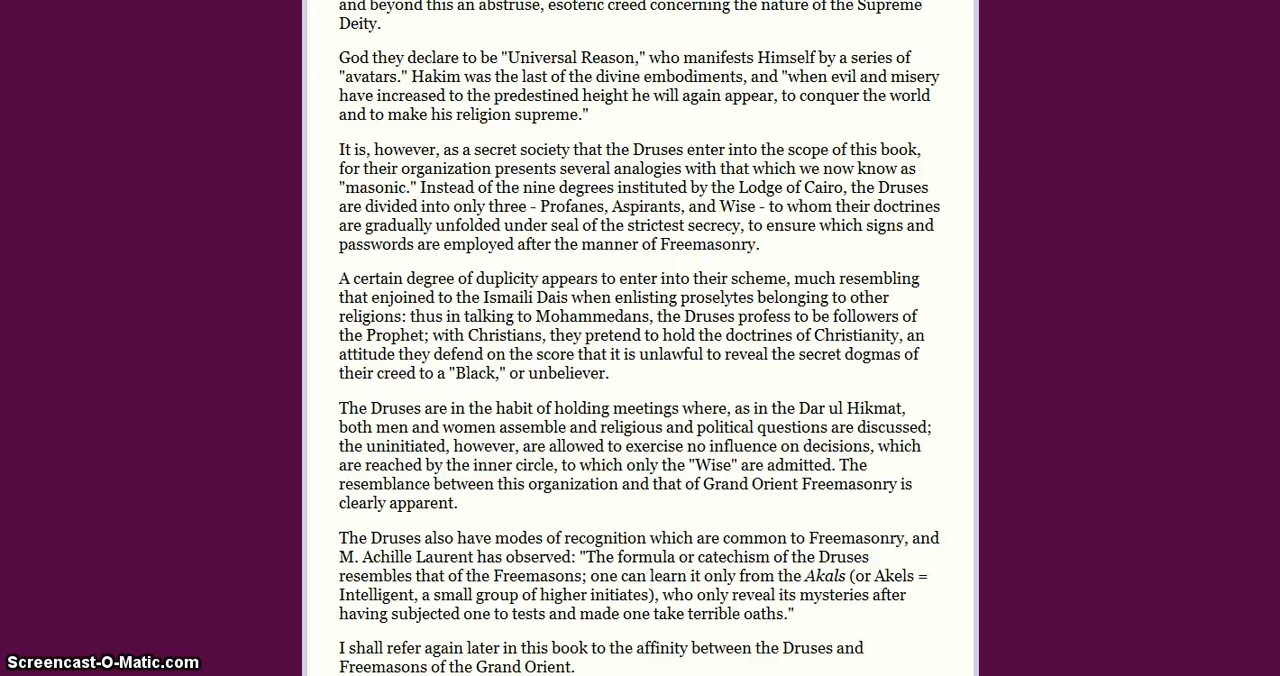 and beyond this an abstruse, esoteric creed concerning the nature of the Supreme
Deity.
God they declare to be "Universal Reason," who manifests Himself by a series of
"avatars." Hakim was the last of the divine embodiments, and "when evil and misery
have increased to the predestined height he will again appear, to conquer the world
and to make his religion supreme."
It is, however, as a secret society that the Druses enter into the scope of this book,
for their organization presents several analogies with that which we now know as
"masonic." Instead of the nine degrees instituted by the Lodge of Cairo, the Druses
are divided into only three - Profanes, Aspirants, and Wise - to whom their doctrines
are gradually unfolded under seal of the strictest secrecy, to ensure which signs and
passwords are employed after the manner of Freemasonry.
A certain degree of duplicity appears to enter into their scheme, much resembling
that enjoined to the Ismaili Dais when enlisting proselytes belonging to other
religions: thus in talking to Mohammedans, the Druses profess to be followers of
the Prophet; with Christians, they pretend to hold the doctrines of Christianity, an
attitude they defend on the score that it is unlawful to reveal the secret dogmas of
their creed to a "Black," or unbeliever.
The Druses are in the habit of holding meetings where, as in the Dar ul Hikmat,
both men and women assemble and religious and political questions are discussed;
the uninitiated, however, are allowed to exercise no influence on decisions, which
are reached by the inner circle, to which only the "Wise" are admitted. The
resemblance between this organization and that of Grand Orient Freemasonry is
clearly apparent.
The Druses also have modes of recognition which are common to Freemasonry, and
M. Achille Laurent has observed: "The formula or catechism of the Druses
resembles that of the Freemasons; one can learn it only from the Akals (or Akels =
Intelligent, a small group of higher initiates), who only reveal its mysteries after
having subjected one to tests and made one take terrible oaths."
I shall refer again later in this book to the affinity between the Druses and
Freemasons of the Grand Orient.
Screencast-O-Matic.com